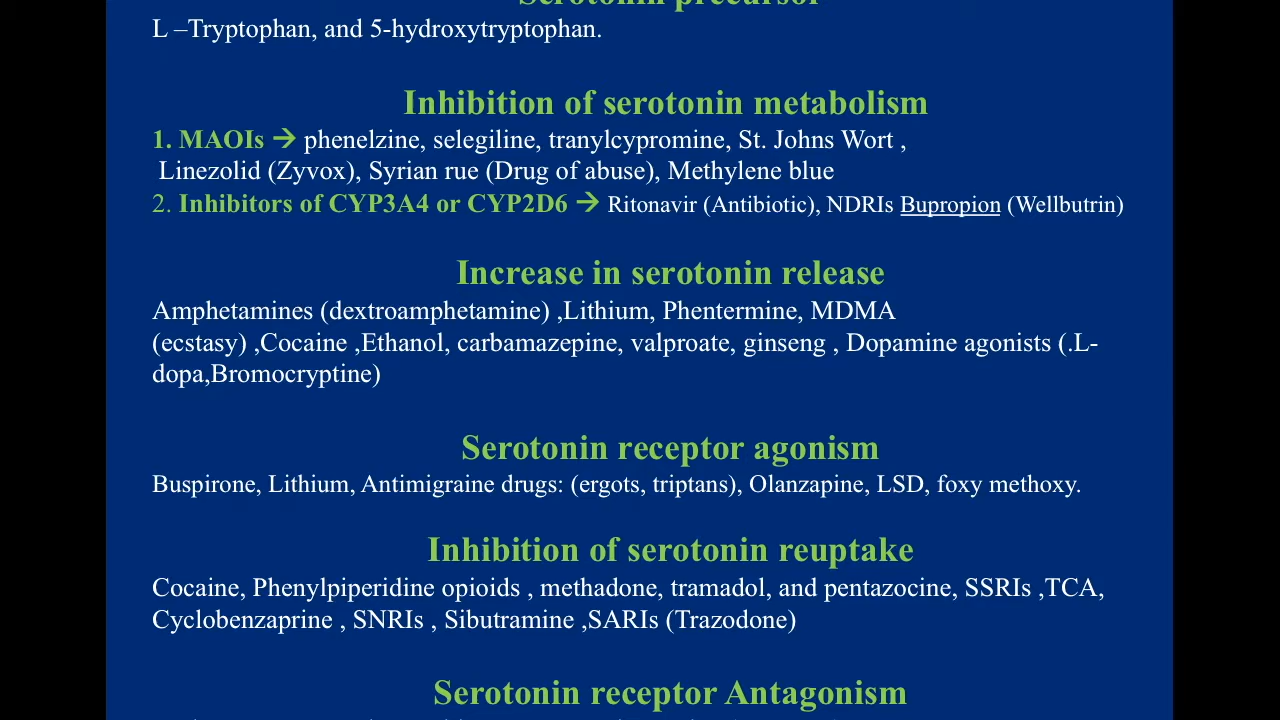 Serotonin precursor
L –Tryptophan, and 5-hydroxytryptophan.
Inhibition of serotonin metabolism
1. MAOIs → phenelzine, selegiline, tranylcypromine, St. Johns Wort ,
Linezolid (Zyvox), Syrian rue (Drug of abuse), Methylene blue
2. Inhibitors of CYP3A4 or CYP2D6 → Ritonavir (Antibiotic), NDRIs Bupropion (Wellbutrin)
Increase in serotonin release
Amphetamines (dextroamphetamine) ,Lithium, Phentermine, MDMA
(ecstasy) ,Cocaine ,Ethanol, carbamazepine, valproate, ginseng , Dopamine agonists (.L-
dopa,Bromocryptine)
Serotonin receptor agonism
Buspirone, Lithium, Antimigraine drugs: (ergots, triptans), Olanzapine, LSD, foxy methoxy.
Inhibition of serotonin reuptake
Cocaine, Phenylpiperidine opioids , methadone, tramadol, and pentazocine, SSRIs ,TCA,
Cyclobenzaprine , SNRIs , Sibutramine ,SARIs (Trazodone)
Serotonin receptor Antagonism